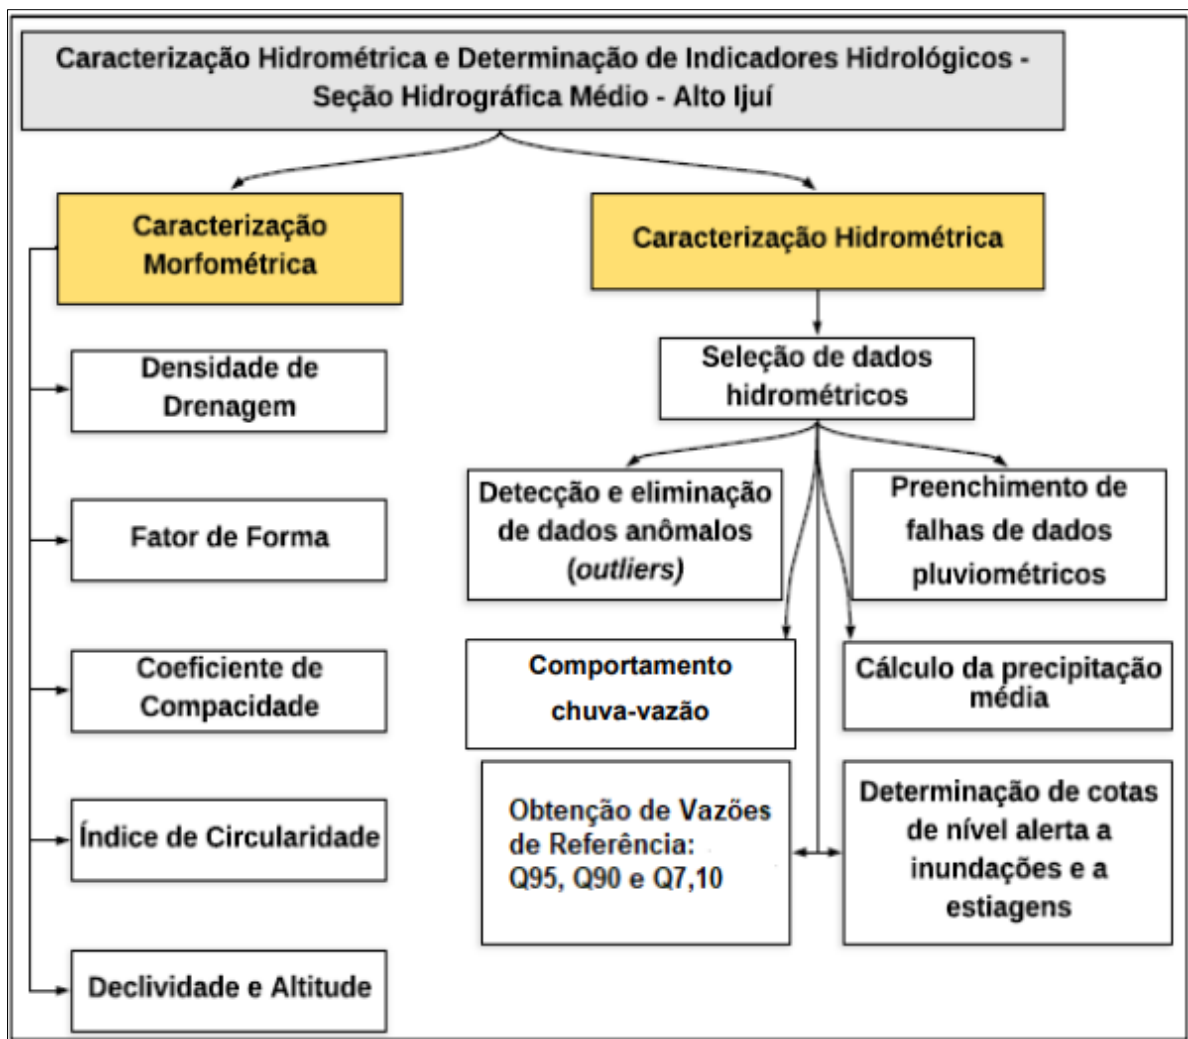 Caracterização Hidrométrica e Determinação de Indicadores Hidrológicos -
Seção Hidrográfica Médio - Alto Ijuí
Caracterização
Morfométrica
Densidade de
Drenagem
Fator de Forma
Coeficiente de
Compacidade
Índice de Circularidade
Declividade e Altitude
Caracterização Hidrométrica
Seleção de dados
hidrométricos
Detecção e eliminação
de dados anômalos
(outliers)
Preenchimento de
falhas de dados
pluviométricos
Comportamento
chuva-vazão
Cálculo da precipitação
média
Obtenção de Vazões
de Referência:
Q95, Q90 e Q7,10
Determinação de cotas
de nível alerta a
inundações e a
estiagens